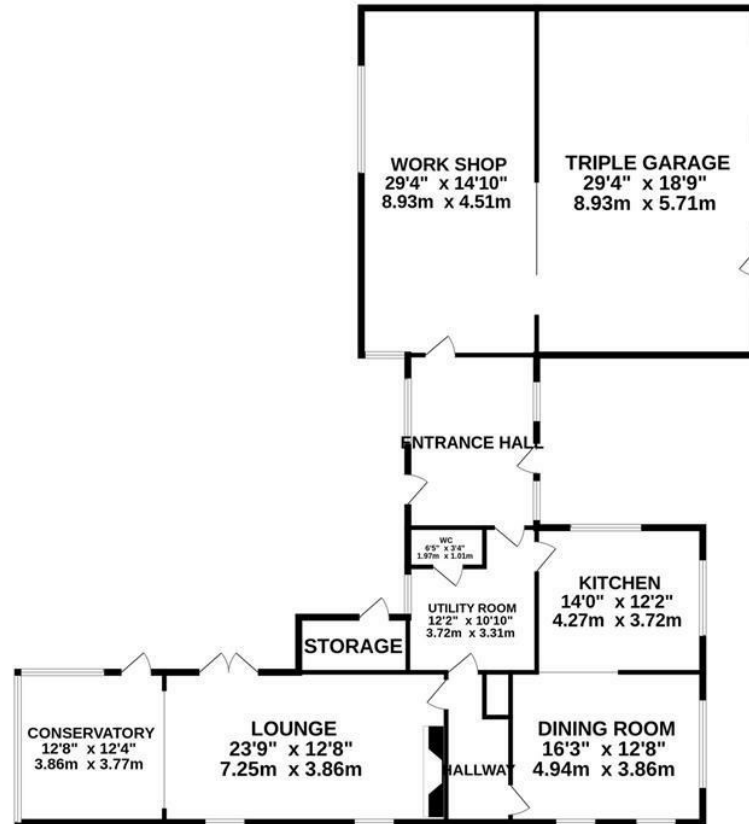 WORK SHOP
29'4" x 14'10"
8.93m x 4.51m
TRIPLE GARAGE
29'4" x 18'9"
8.93m x 5.71m
ENTRANCE HALL
WC
6'5" x 3'4"
1.97m x 1.01m
KITCHEN
14'0" x 12'2"
4.27m x 3.72m
UTILITY ROOM
12'2" x 10'10"
3.72m x 3.31m
STORAGE
CONSERVATORY
12'8" x 12'4"
3.86m x 3.77m
LOUNGE
23'9" x 12'8"
7.25m x 3.86m
HALLWAY
DINING ROOM
16'3" x 12'8"
4.94m x 3.86m